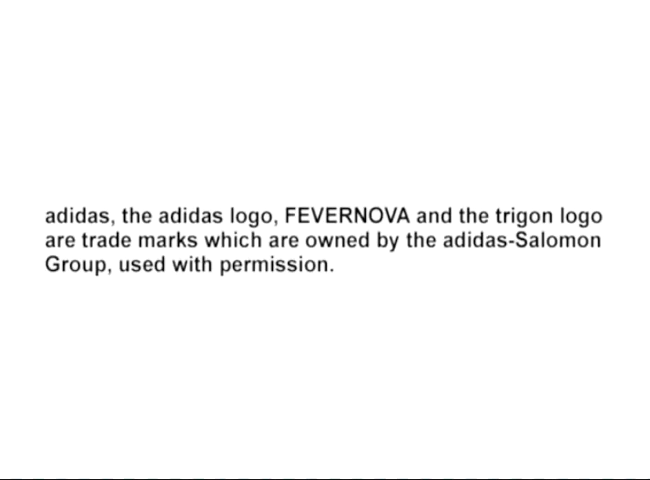 adidas, the adidas logo, FEVERNOVA and the trigon logo
are trade marks which are owned by the adidas-Salomon
Group, used with permission.